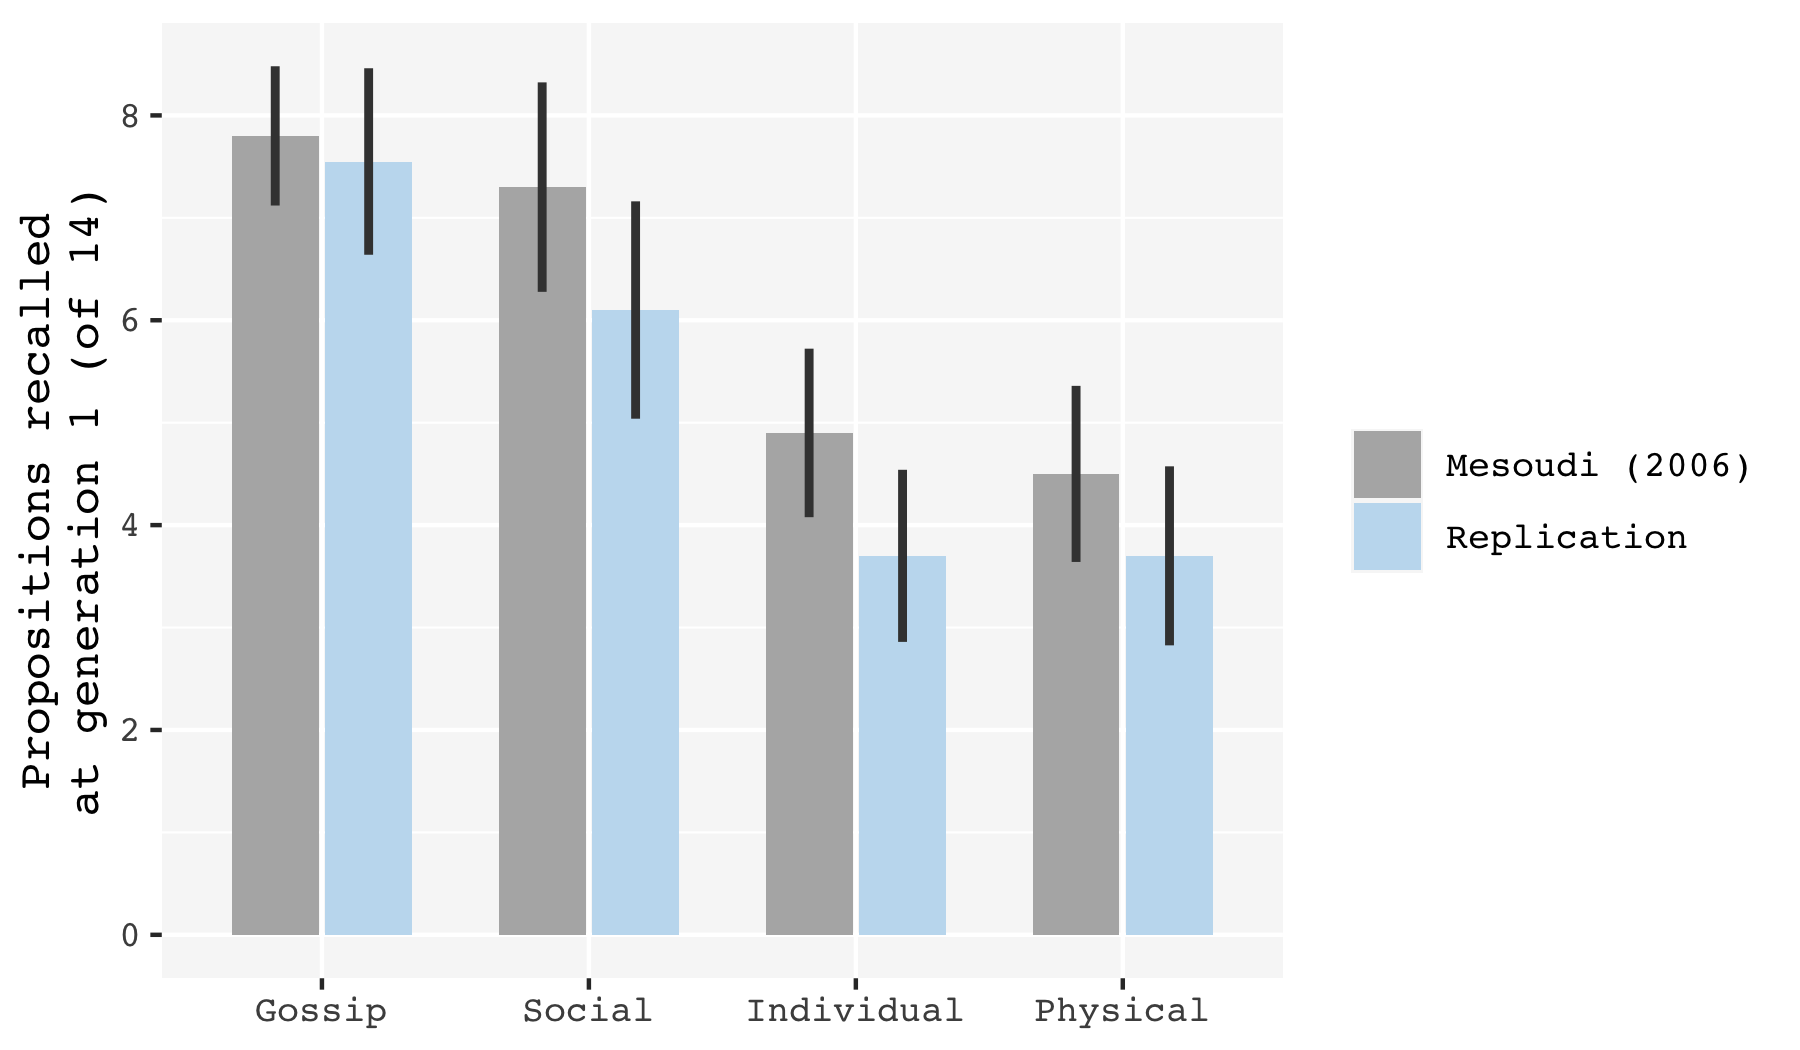 Propositions recalled
at generation 1 (of 14)
8
6
4
2
0
Gossip
Social
Individual
Physical
Mesoudi (2006)
Replication